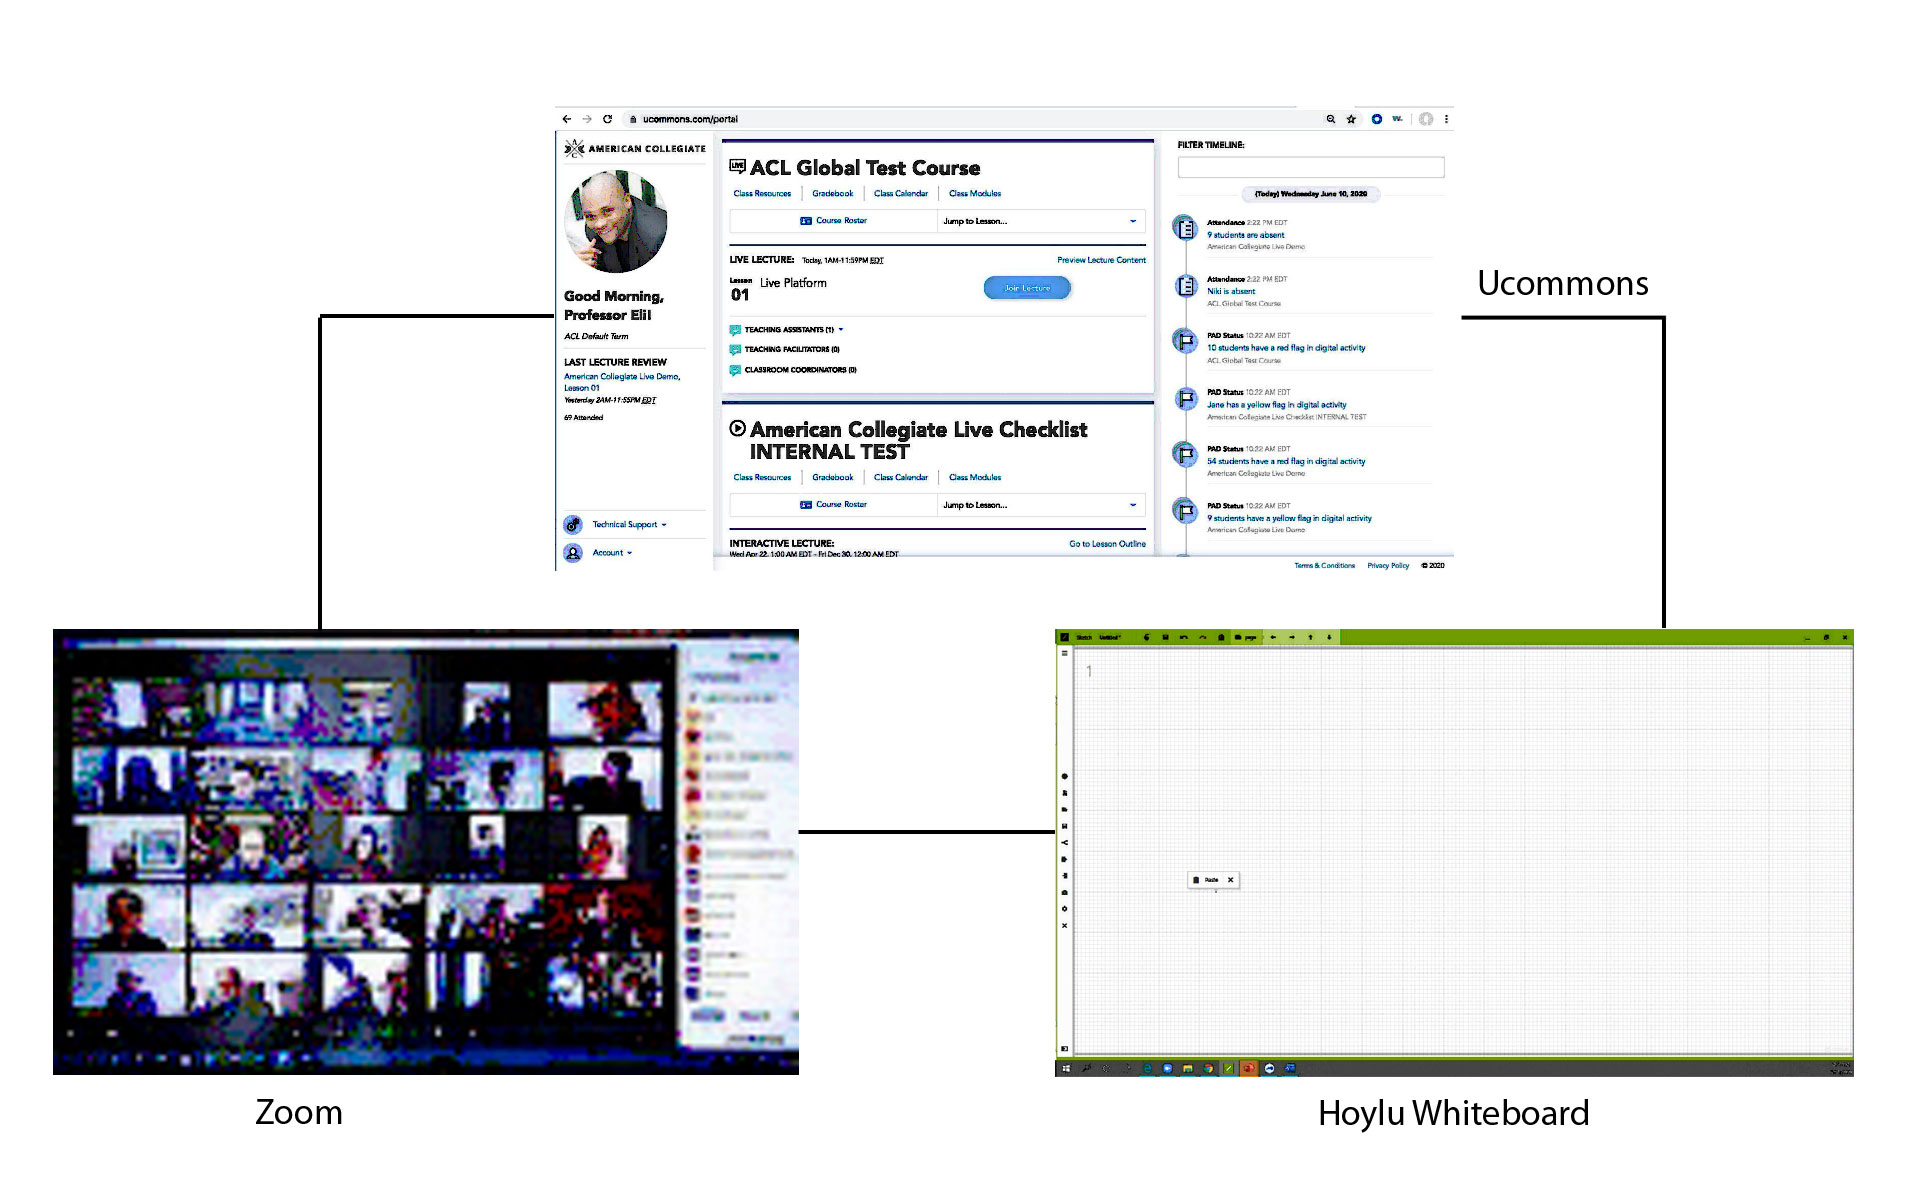 ucommons.com/portal
AMERICAN COLLEGIATE
Good Morning,
Professor Eli!
ACL Default Term
LAST LECTURE REVIEW
American Collegiate Live Demo,
Lesson 01
Yesterday 2AM-11:55PM EDT
69 Attended
Technical Support
Account
LIVE
ACL Global Test Course
Class Resources Gradebook Class Calendar Class Modules
Course Roster Jump to Lesson...
LIVE LECTURE: Today, 1AM-11:59PM EDT Preview Lecture Content
Lesson
01
Live Platform
Join Lecture
TEACHING ASSISTANTS (1)
TEACHING FACILITATORS (0)
CLASSROOM COORDINATORS (0)
American Collegiate Live Checklist
INTERNAL TEST
Class Resources Gradebook Class Calendar Class Modules
Course Roster Jump to Lesson...
INTERACTIVE LECTURE: Go to Lesson Outline
Wed Apr 22, 1:00 AM EDT - Fri Dec 30, 12:00 AM EDT
FILTER TIMELINE:
(Today) Wednesday June 10, 2020
Attendance 2:22 PM EDT
9 students are absent
American Collegiate Live Demo
Attendance 2:22 PM EDT
Niki is absent
ACL Global Test Course
PAD Status 10:22 AM EDT
10 students have a red flag in digital activity
ACL Global Test Course
PAD Status 10:22 AM EDT
Jane has a yellow flag in digital activity
American Collegiate Live Checklist INTERNAL TEST
PAD Status 10:22 AM EDT
54 students have a red flag in digital activity
American Collegiate Live Demo
PAD Status 10:22 AM EDT
9 students have a yellow flag in digital activity
American Collegiate Live Demo
Terms & Conditions Privacy Policy © 2020
Ucommons
Sketch Untitled* page
1
Paste
Zoom
Hoylu Whiteboard